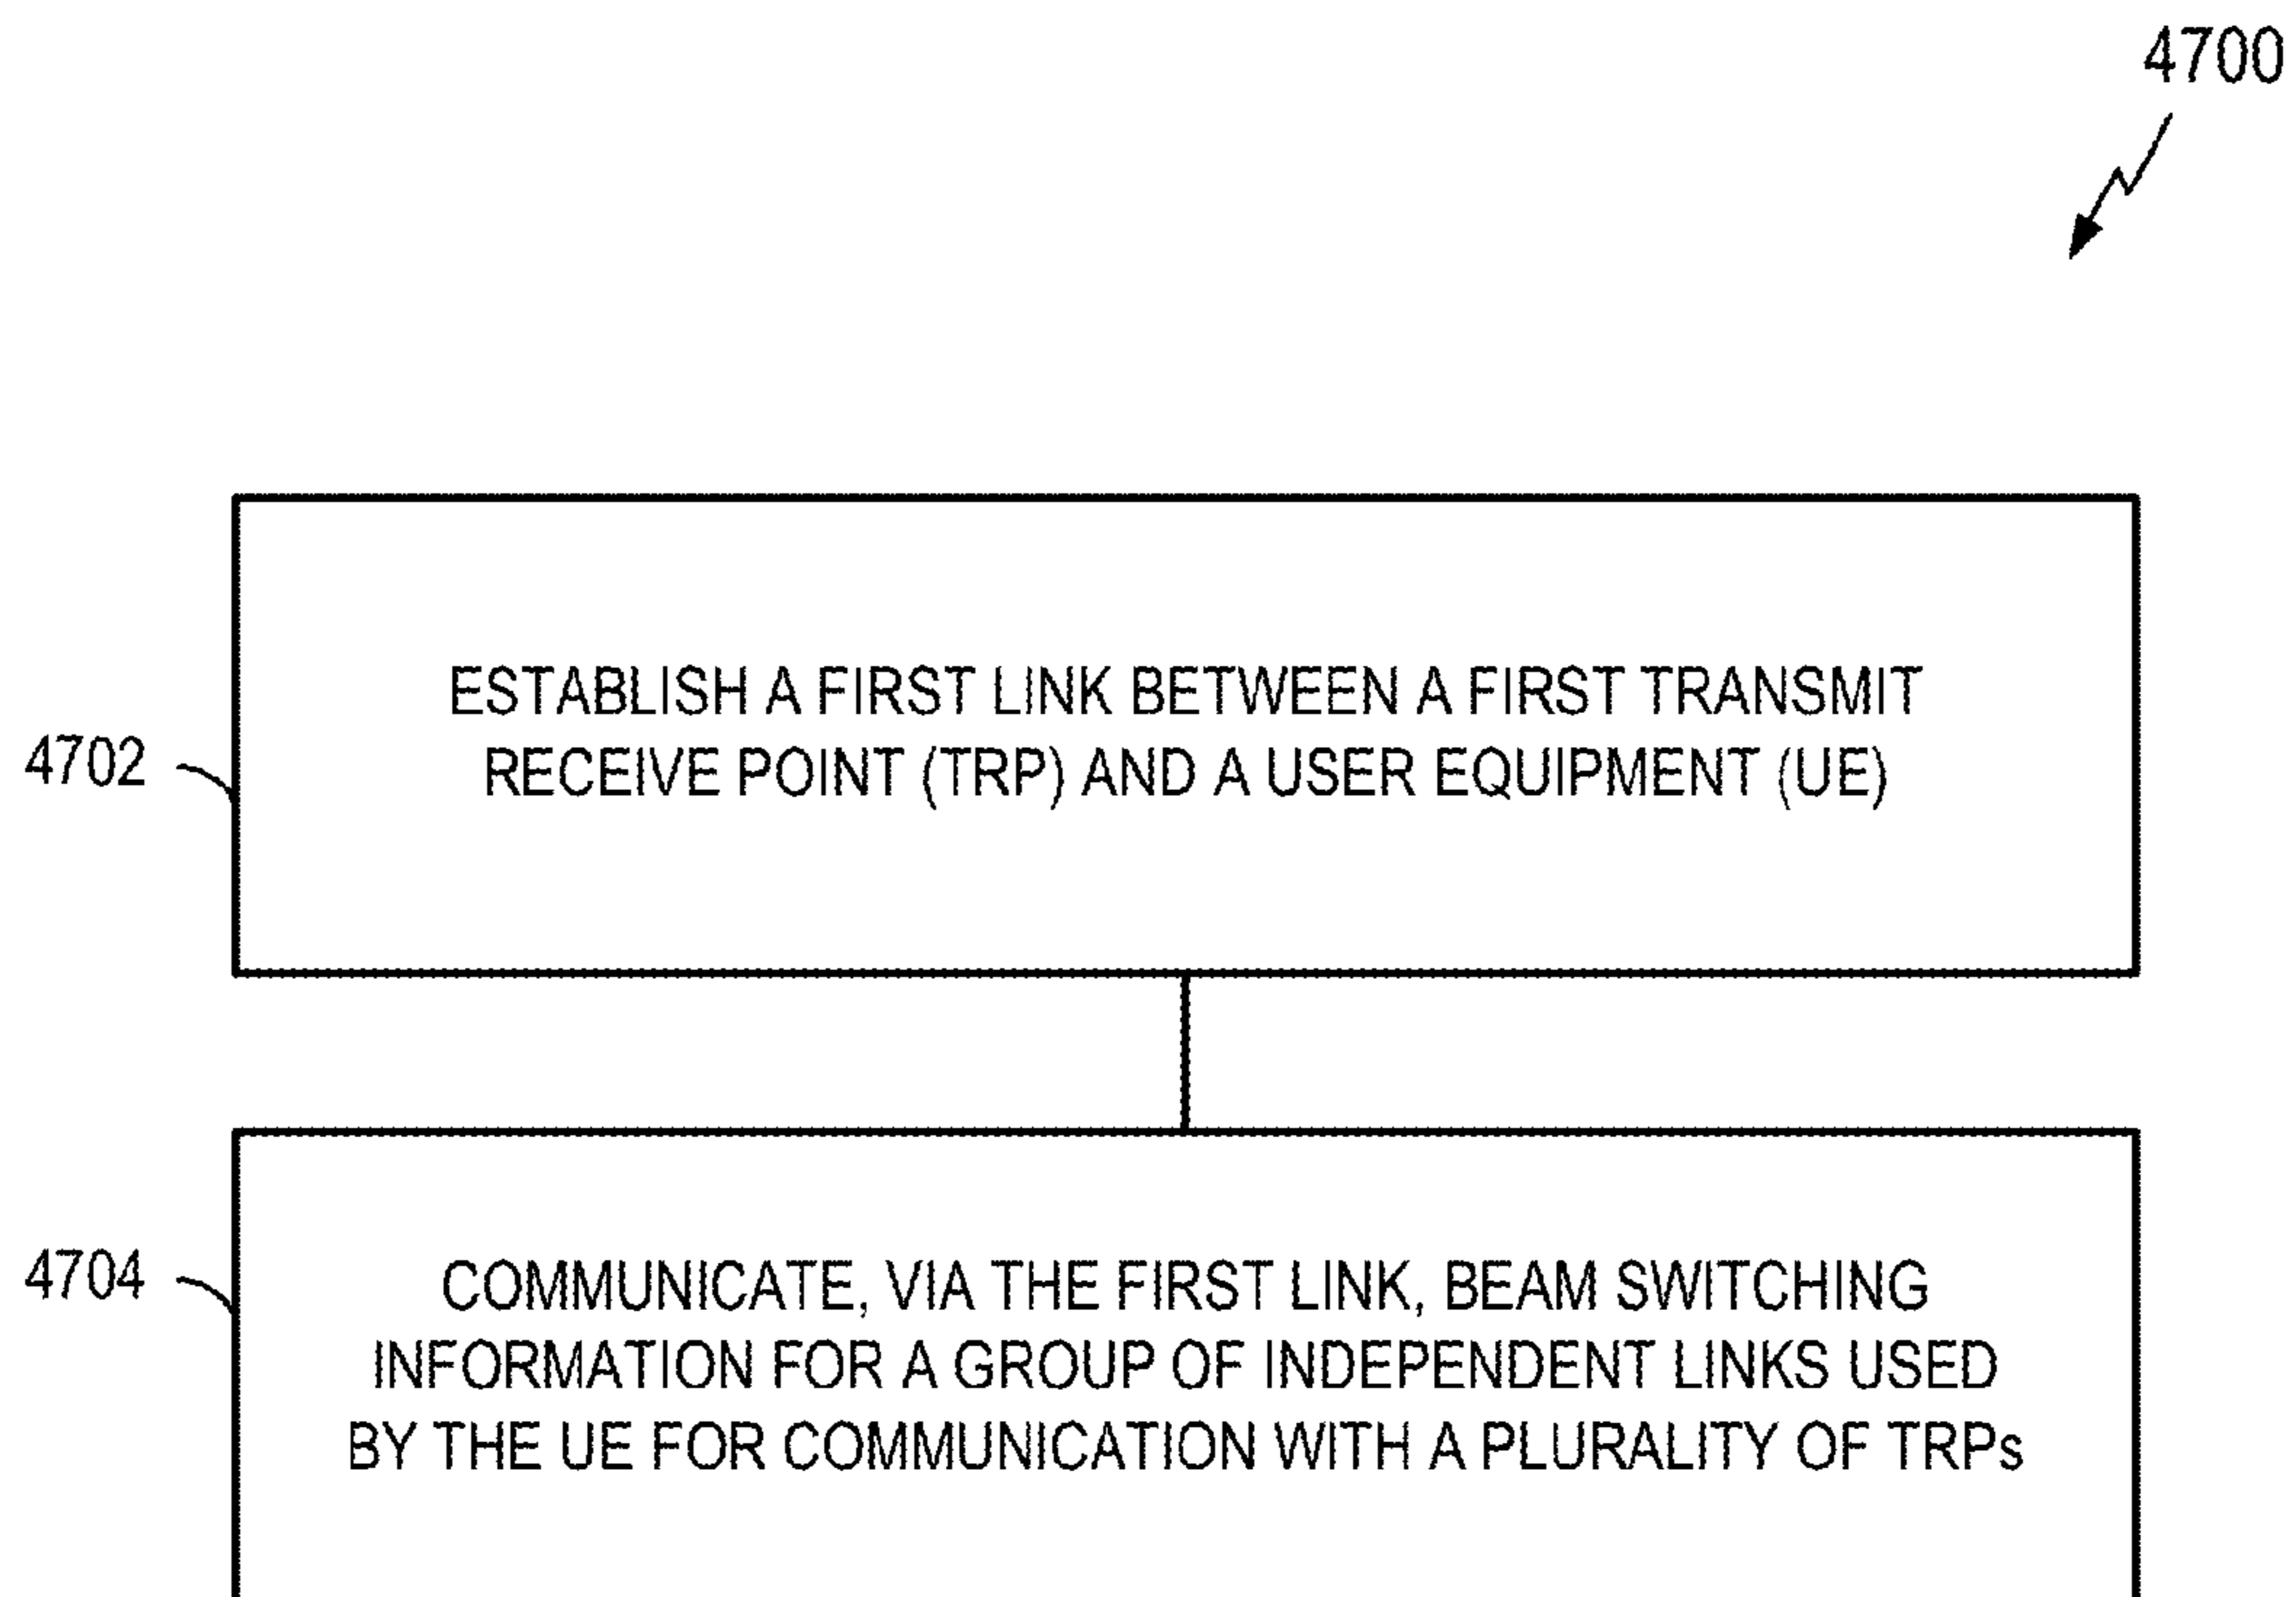 4700
4702
ESTABLISH A FIRST LINK BETWEEN A FIRST TRANSMIT
RECEIVE POINT (TRP) AND A USER EQUIPMENT (UE)
4704
COMMUNICATE, VIA THE FIRST LINK, BEAM SWITCHING
INFORMATION FOR A GROUP OF INDEPENDENT LINKS USED
BY THE UE FOR COMMUNICATION WITH A PLURALITY OF TRPs